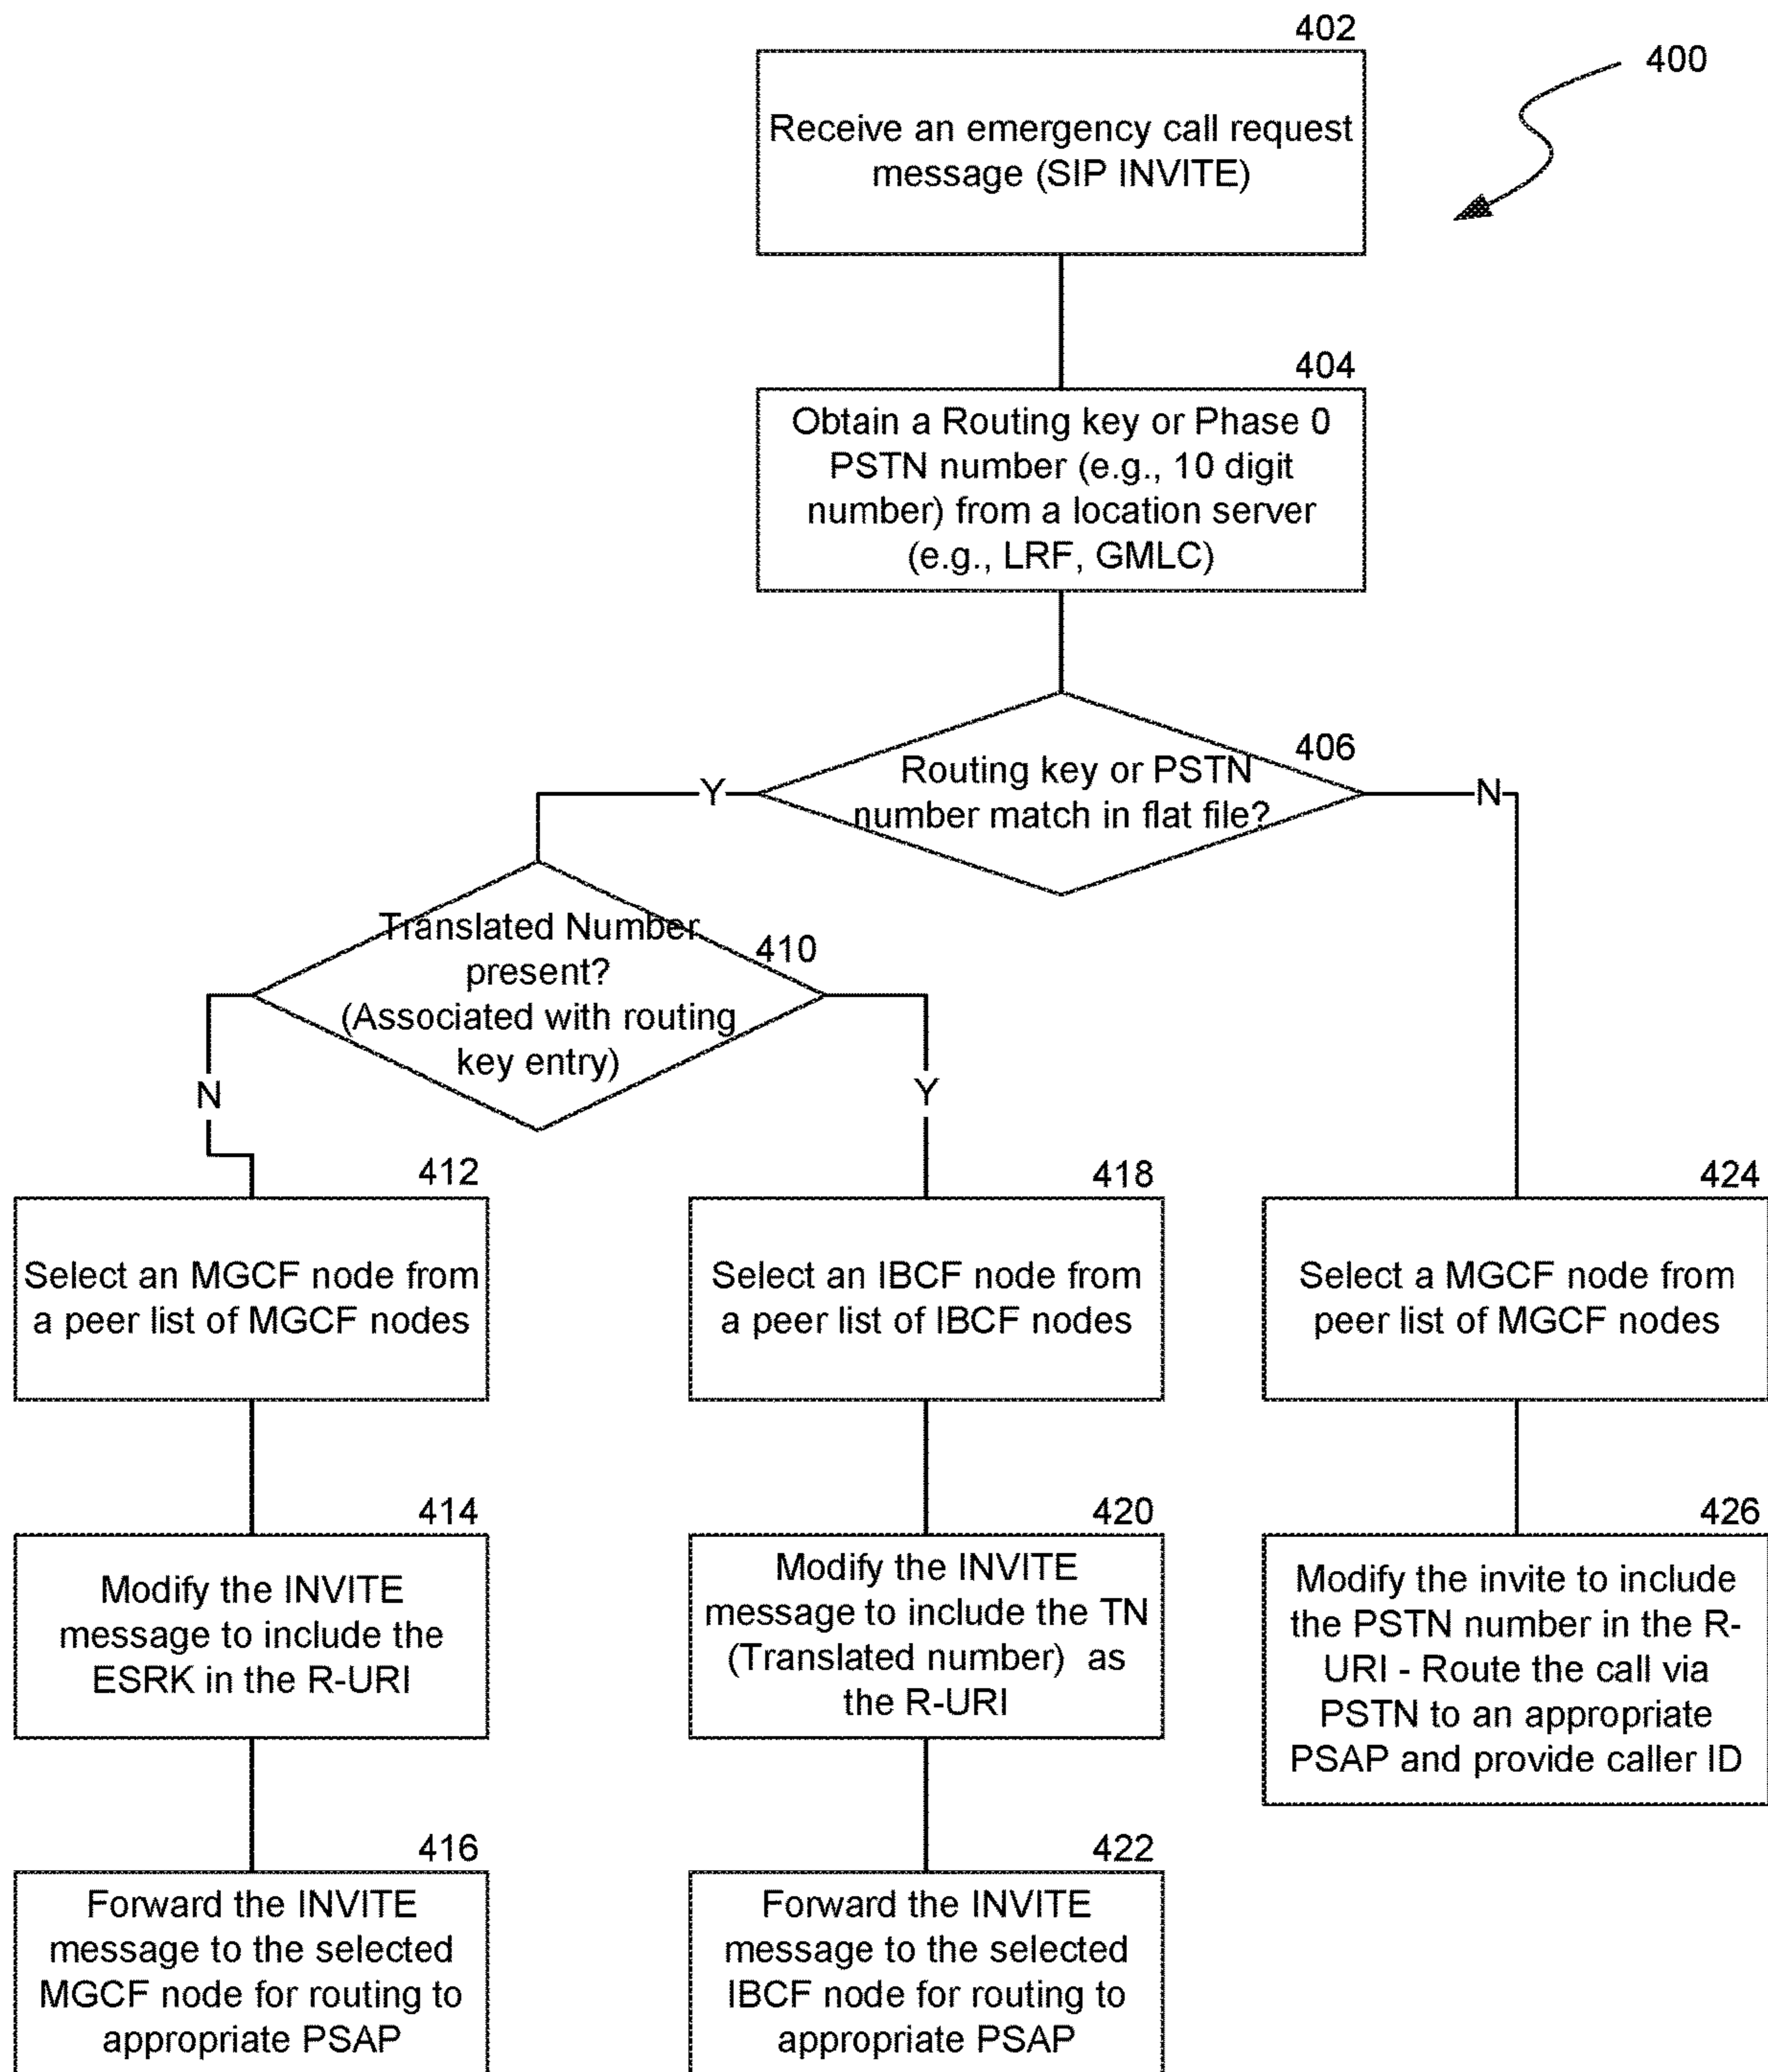 402
400
Receive an emergency call request
message (SIP INVITE)
404
Obtain a Routing key or Phase 0
PSTN number (e.g., 10 digit
number) from a location server
(e.g., LRF, GMLC)
406
Routing key or PSTN
number match in flat file?
Y
N
Translated Number
present?
(Associated with routing
key entry)
410
N
Y
412
Select an MGCF node from
a peer list of MGCF nodes
418
Select an IBCF node from
a peer list of IBCF nodes
424
Select a MGCF node from
peer list of MGCF nodes
414
Modify the INVITE
message to include the
ESRK in the R-URI
420
Modify the INVITE
message to include the TN
(Translated number) as
the R-URI
426
Modify the invite to include
the PSTN number in the R-
URI - Route the call via
PSTN to an appropriate
PSAP and provide caller ID
416
Forward the INVITE
message to the selected
MGCF node for routing to
appropriate PSAP
422
Forward the INVITE
message to the selected
IBCF node for routing to
appropriate PSAP